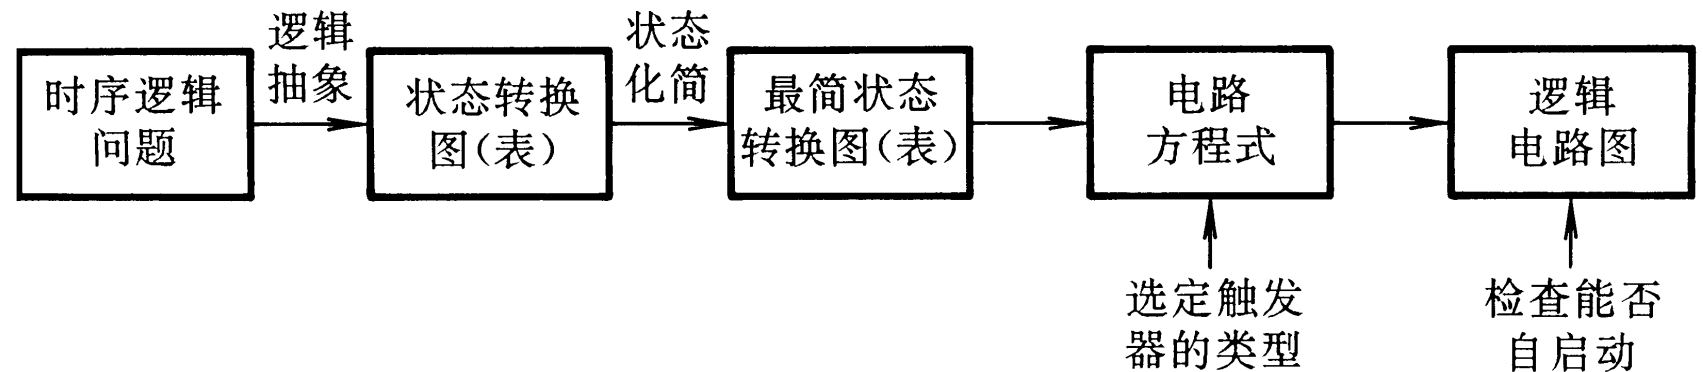 时序逻辑
问题
逻辑
抽象
状态转换
图(表)
状态
化简
最简状态
转换图(表)
电路
方程式
选定触发
器的类型
逻辑
电路图
检查能否
自启动